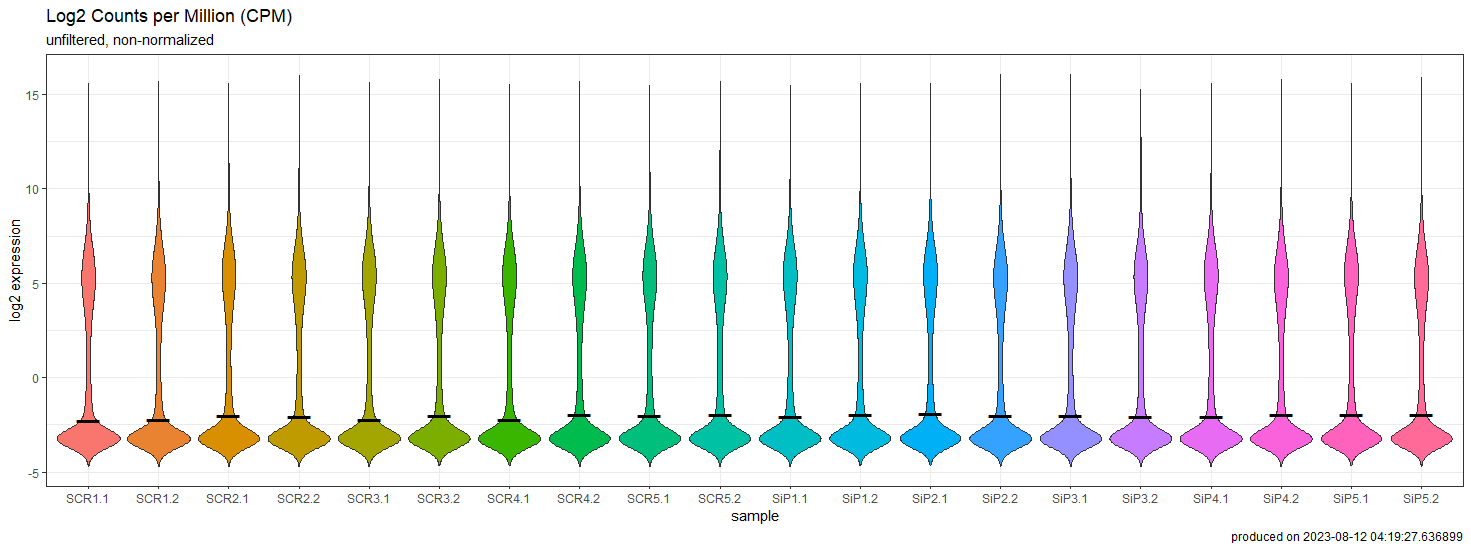 Log2 Counts per Million (CPM)
unfiltered, non-normalized
log2 expression
15
10
5
0
-5
SCR1.1 SCR1.2 SCR2.1 SCR2.2 SCR3.1 SCR3.2 SCR4.1 SCR4.2 SCR5.1 SCR5.2 SiP1.1 SiP1.2 SiP2.1 SiP2.2 SiP3.1 SiP3.2 SiP4.1 SiP4.2 SiP5.1 SiP5.2
sample
produced on 2023-08-12 04:19:27.636899